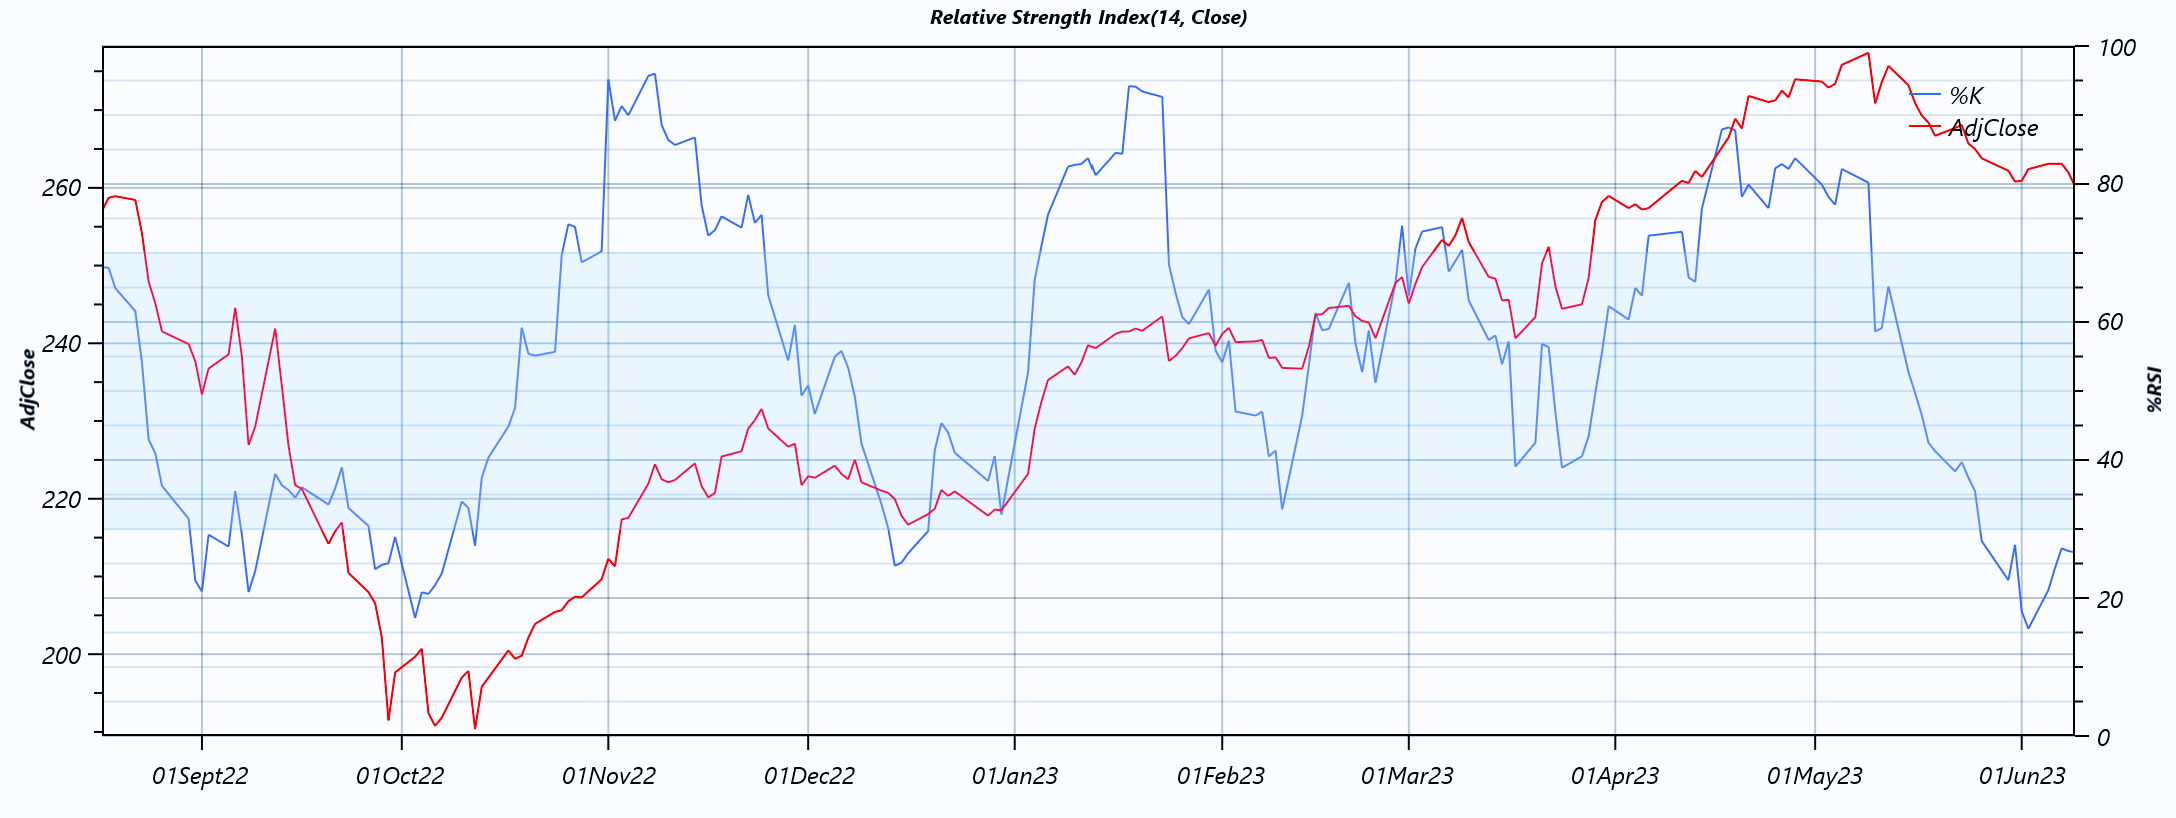 Relative Strength Index(14, Close)
100
%K
AdjClose
260
80
240
60
AdjClose
%RSI
220
40
200
20
0
01Sept22 01Oct22 01Nov22 01Dec22 01Jan23 01Feb23 01Mar23 01Apr23 01May23 01Jun23